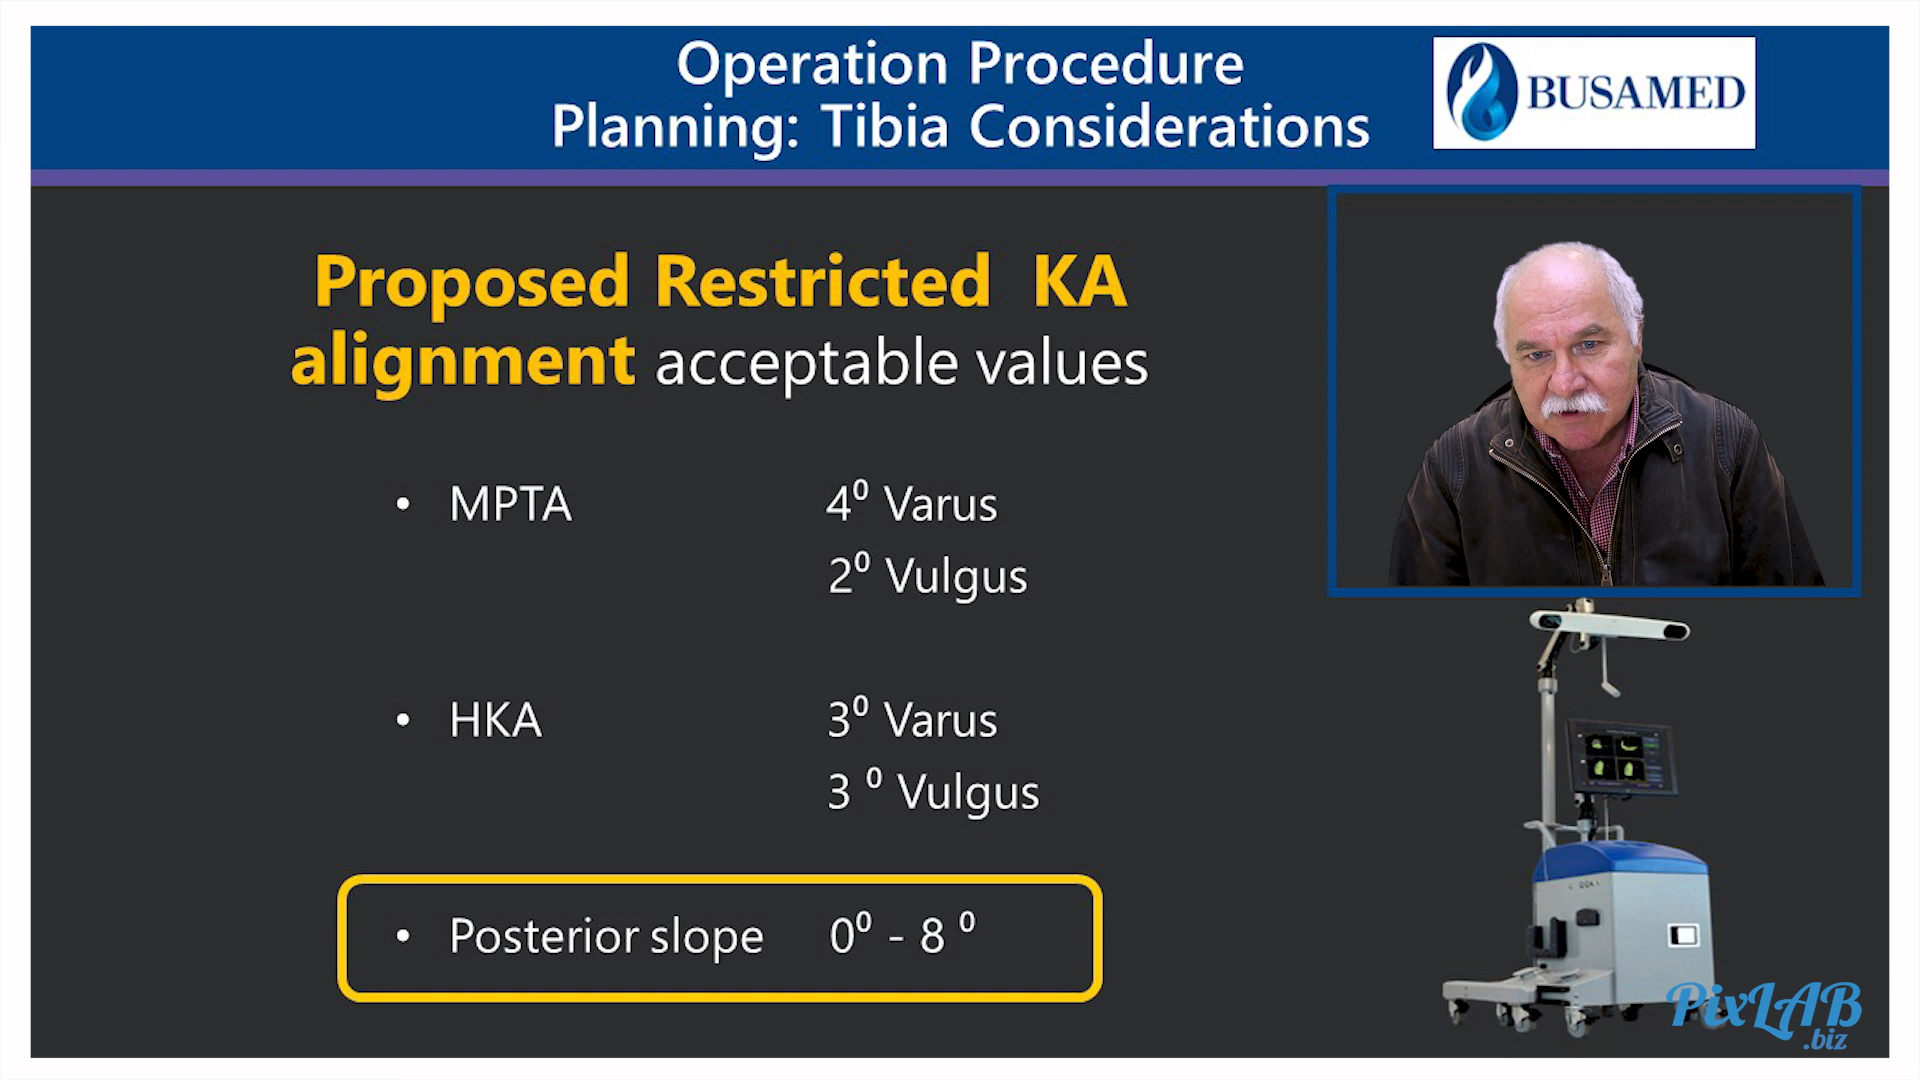 Operation Procedure
Planning: Tibia Considerations
BUSAMED
Proposed Restricted KA
alignment acceptable values
• MPTA 4⁰ Varus
2⁰ Vulgus
• HKA 3⁰ Varus
3 ⁰ Vulgus
• Posterior slope 0⁰ - 8 ⁰
PixLAB
.biz